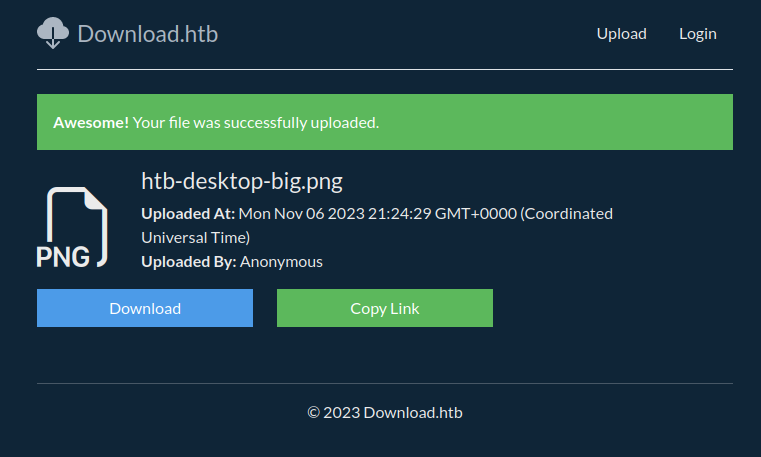 Download.htb
Upload
Login
Awesome! Your file was successfully uploaded.
htb-desktop-big.png
Uploaded At: Mon Nov 06 2023 21:24:29 GMT+0000 (Coordinated
Universal Time)
Uploaded By: Anonymous
PNG
Download
Copy Link
© 2023 Download.htb